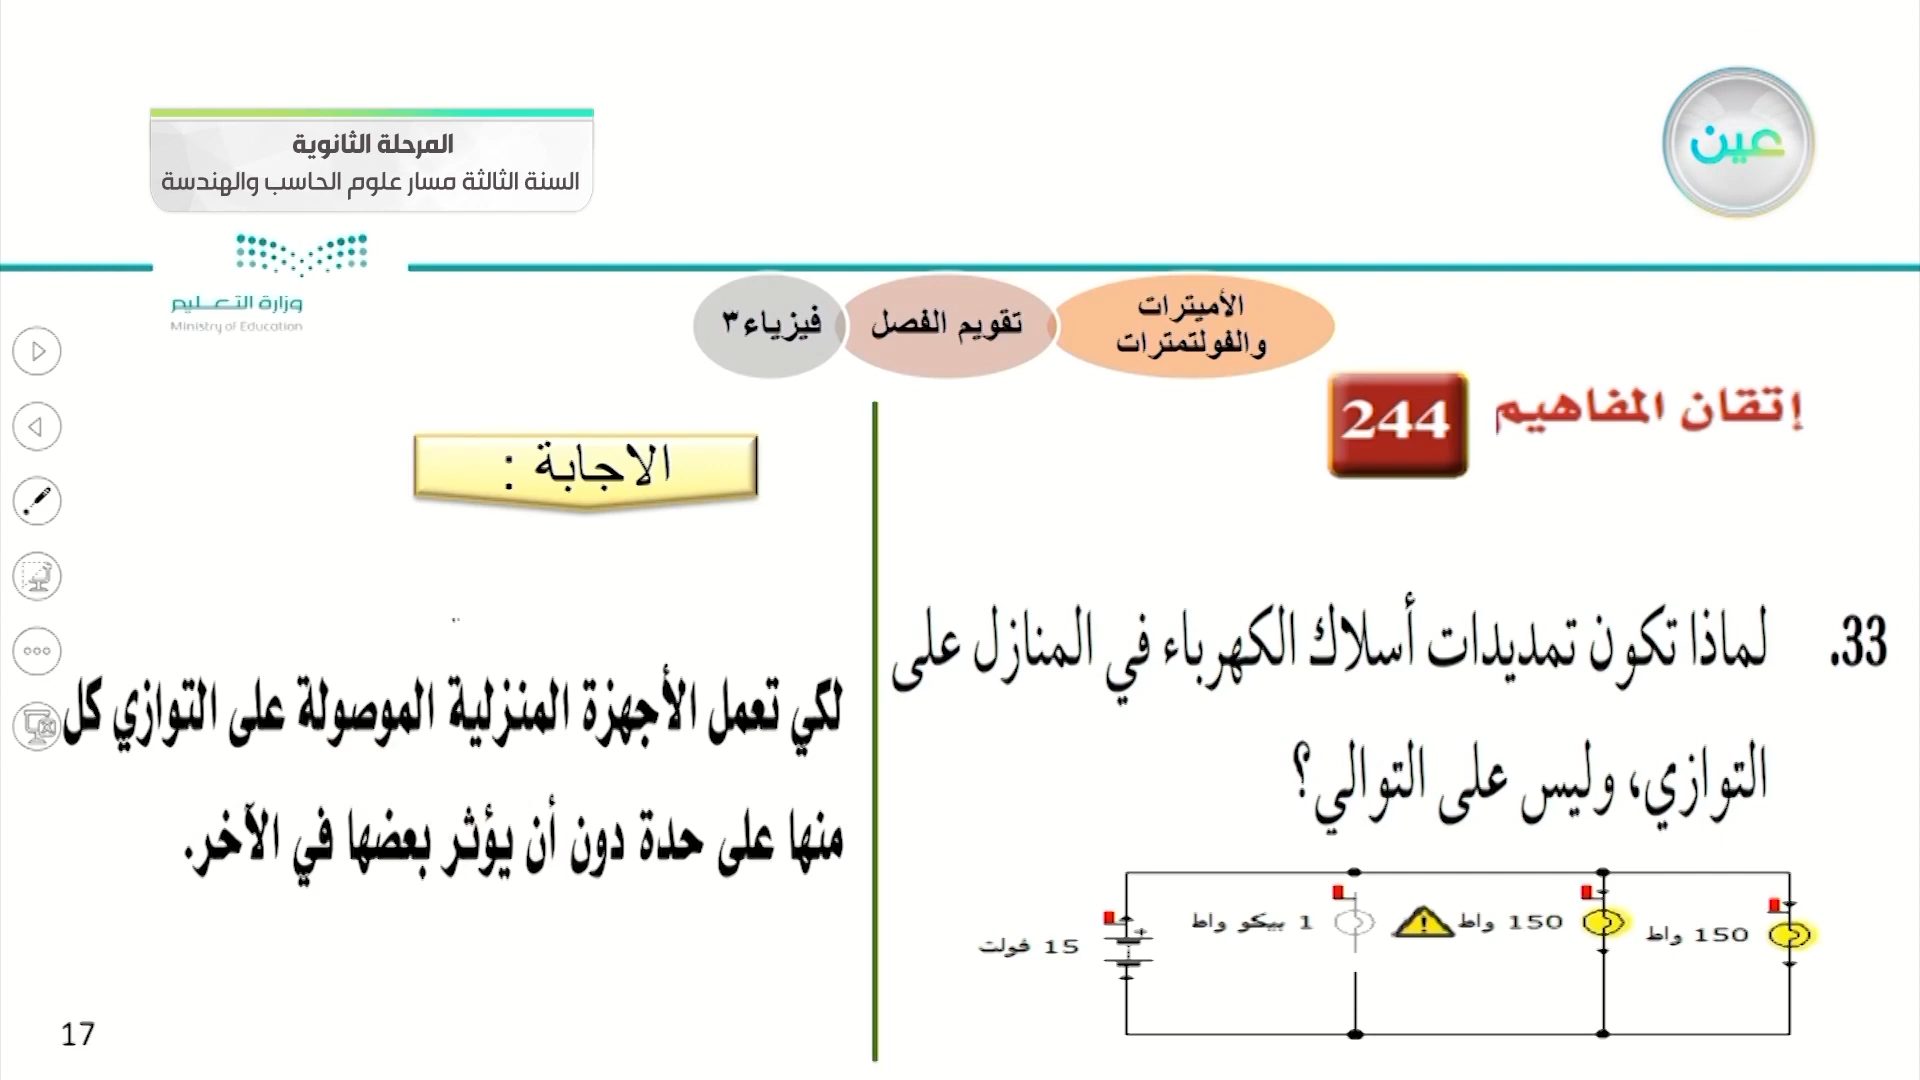 المرحلة الثانوية
السنة الثالثة مسار علوم الحاسب والهندسة
عين
وزارة التعليم
Ministry of Education
الأميترات
والفولتمترات
تقويم الفصل
فيزياء٣
إتقان المفاهيم
244
33. لماذا تكون تمديدات أسلاك الكهرباء في المنازل على
التوازي، وليس على التوالي؟
150 واط
150 واط
1 بيكو واط
15 فولت
+
الاجابة :
لكي تعمل الأجهزة المنزلية الموصولة على التوازي كل
منها على حدة دون أن يؤثر بعضها في الآخر.
17